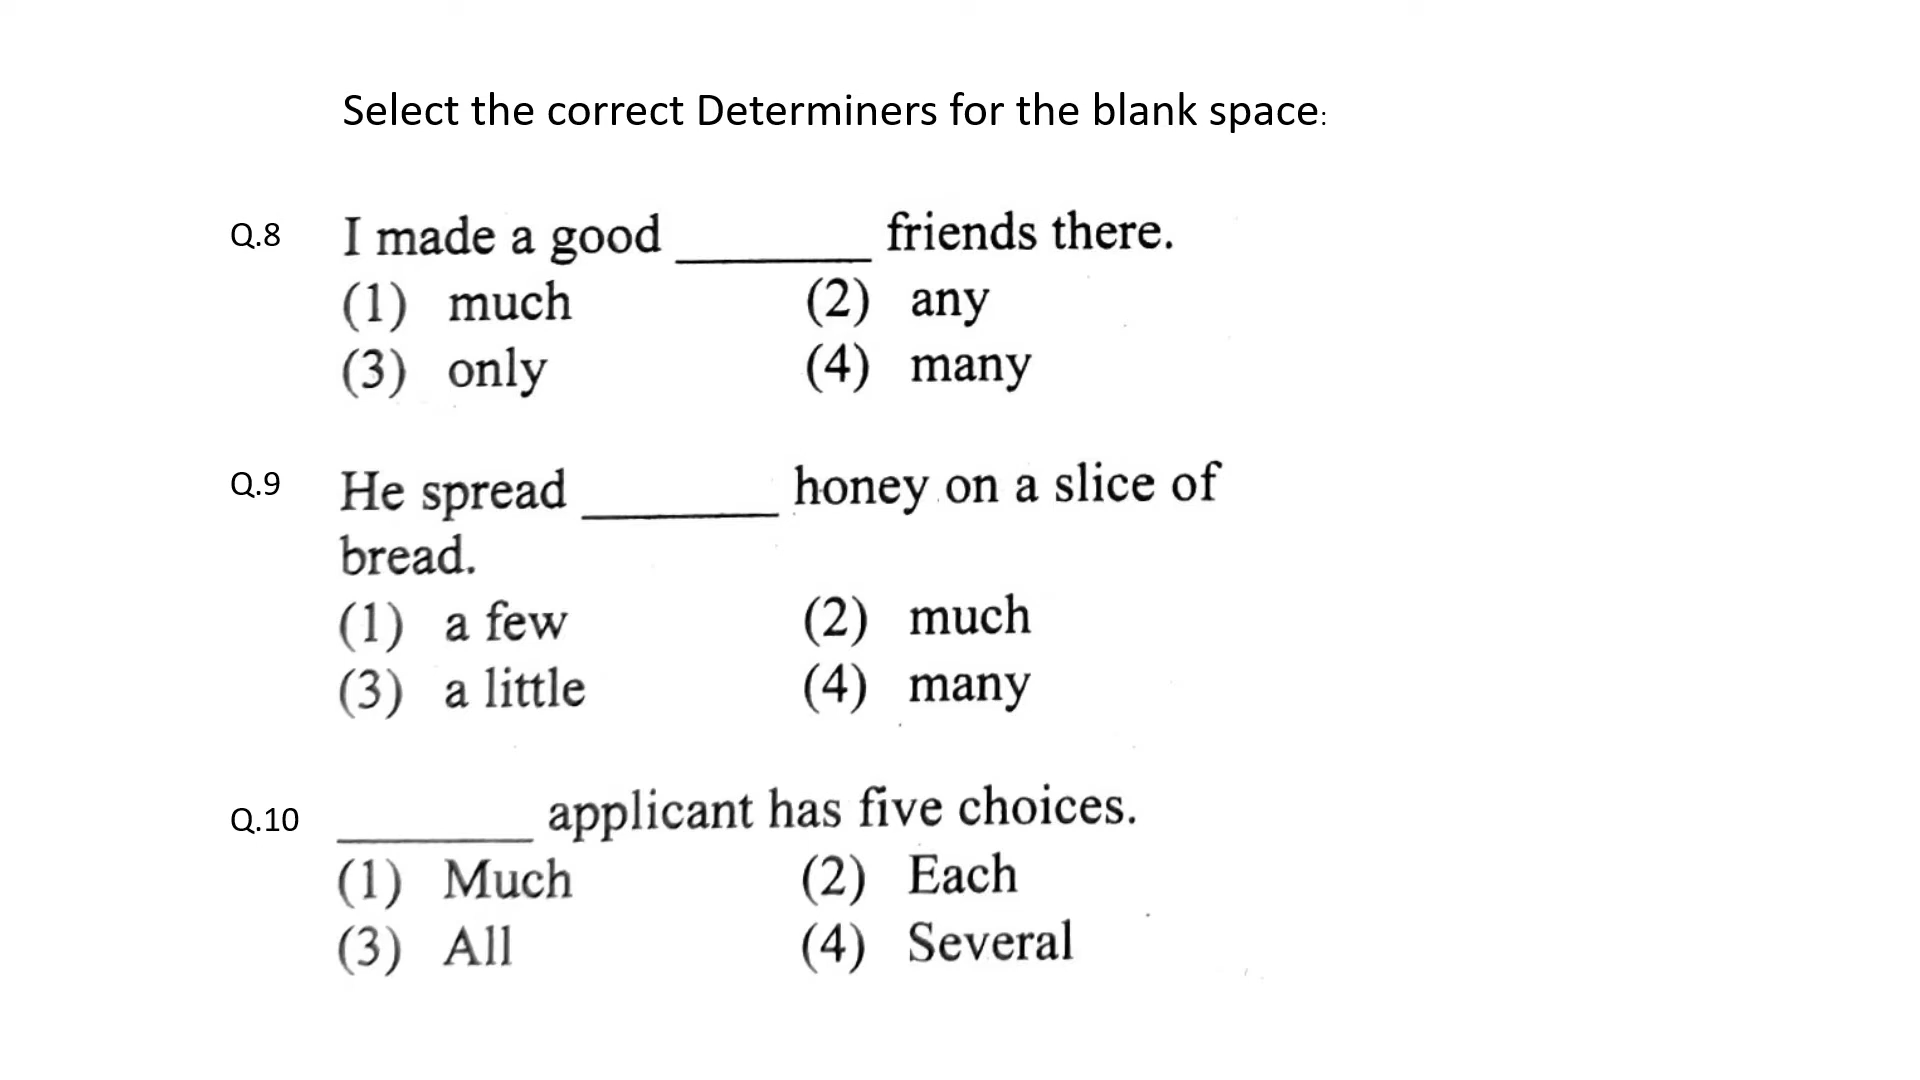 Select the correct Determiners for the blank space:
Q.8 I made a good ________ friends there.
(1) much (2) any
(3) only (4) many
Q.9 He spread ________ honey on a slice of
bread.
(1) a few (2) much
(3) a little (4) many
Q.10 ________ applicant has five choices.
(1) Much (2) Each
(3) All (4) Several